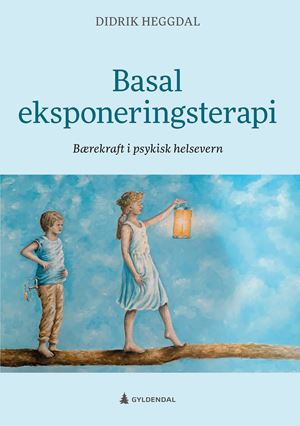 DIDRIK HEGGDAL
Basal
eksponeringsterapi
Bærekraft i psykisk helsevern
GYLDENDAL